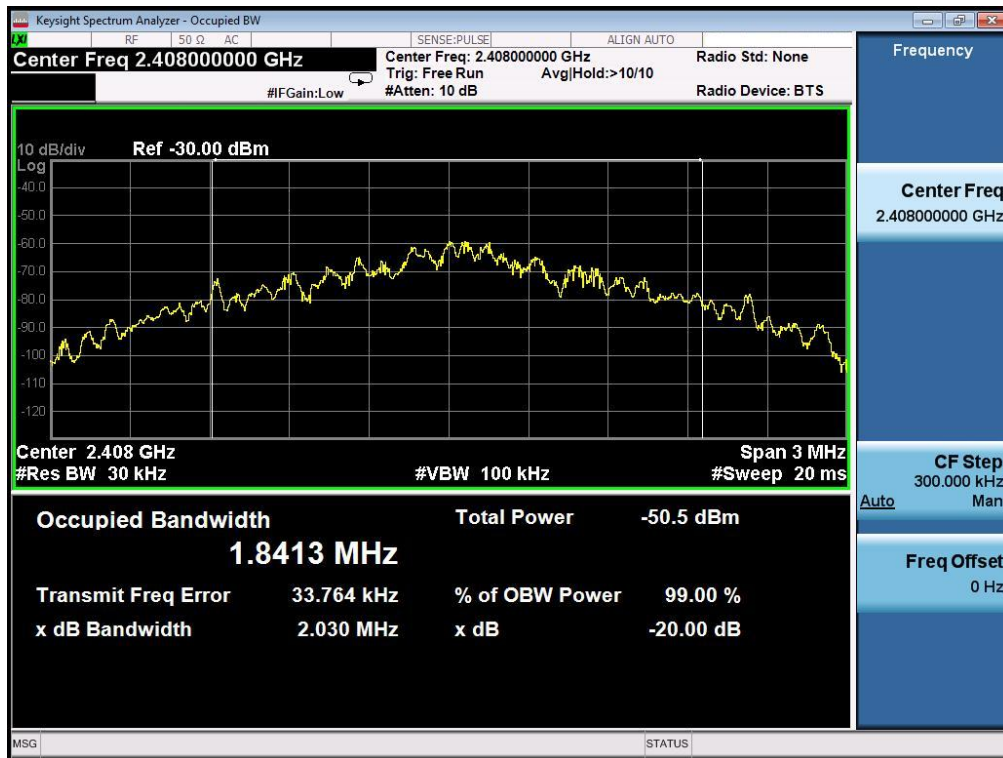 Keysight Spectrum Analyzer - Occupied BW
LXI RF 50 Ω AC SENSE:PULSE ALIGN AUTO
Center Freq 2.408000000 GHz
#IFGain:Low
Center Freq: 2.408000000 GHz
Trig: Free Run Avg|Hold:>10/10
#Atten: 10 dB
Radio Std: None
Radio Device: BTS
10 dB/div Ref -30.00 dBm
Log
-40.0
-50.0
-60.0
-70.0
-80.0
-90.0
-100
-110
-120
Center 2.408 GHz Span 3 MHz
#Res BW 30 kHz #VBW 100 kHz #Sweep 20 ms
Occupied Bandwidth Total Power -50.5 dBm
1.8413 MHz
Transmit Freq Error 33.764 kHz % of OBW Power 99.00 %
x dB Bandwidth 2.030 MHz x dB -20.00 dB
MSG STATUS
Frequency
Center Freq
2.408000000 GHz
CF Step
300.000 kHz
Auto Man
Freq Offset
0 Hz